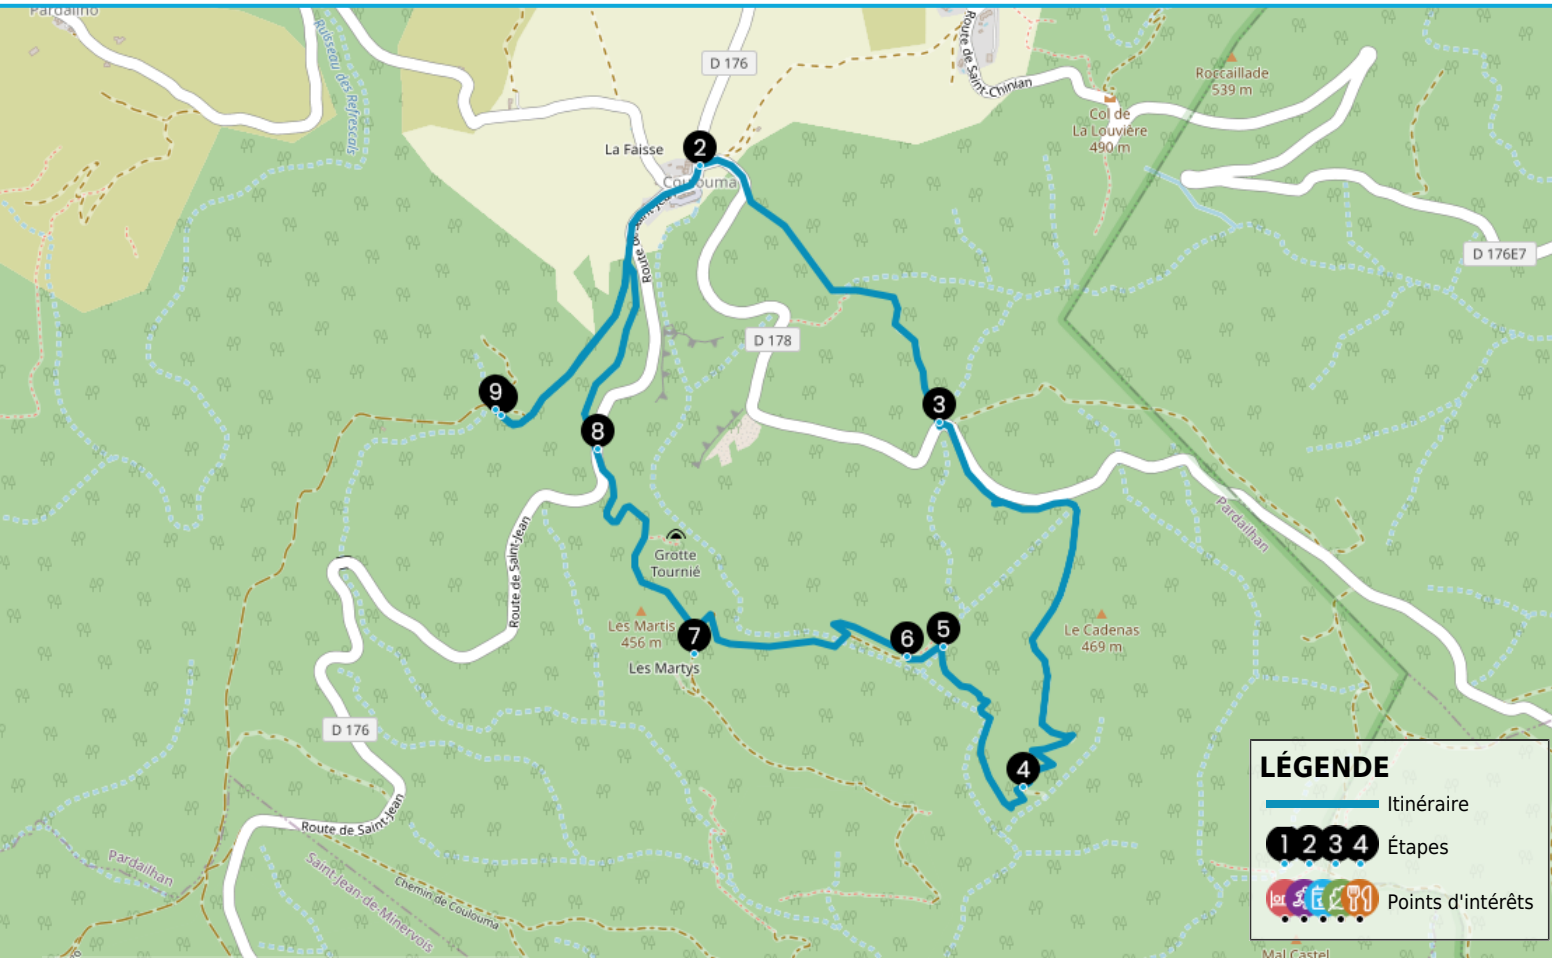 Pardailho
Ruisseau des Refrescals
D 176
Route de Saint-Chinian
Roccaillade
539 m
Col de
La Louvière
490 m
La Faisse
2
Coulouma
Route de Saint-Jean
D 176E7
D 178
9
3
8
Pardailhan
Grotte
Tournié
Route de Saint-Jean
Les Martis
456 m
7
6
5
Le Cadenas
469 m
Les Martys
D 176
4
Route de Saint-Jean
Pardailhan
Saint-Jean-de-Minervois
Chemin de Coulouma
LÉGENDE
Itinéraire
1 2 3 4
Étapes
Points d'intérêts
Mal Castel